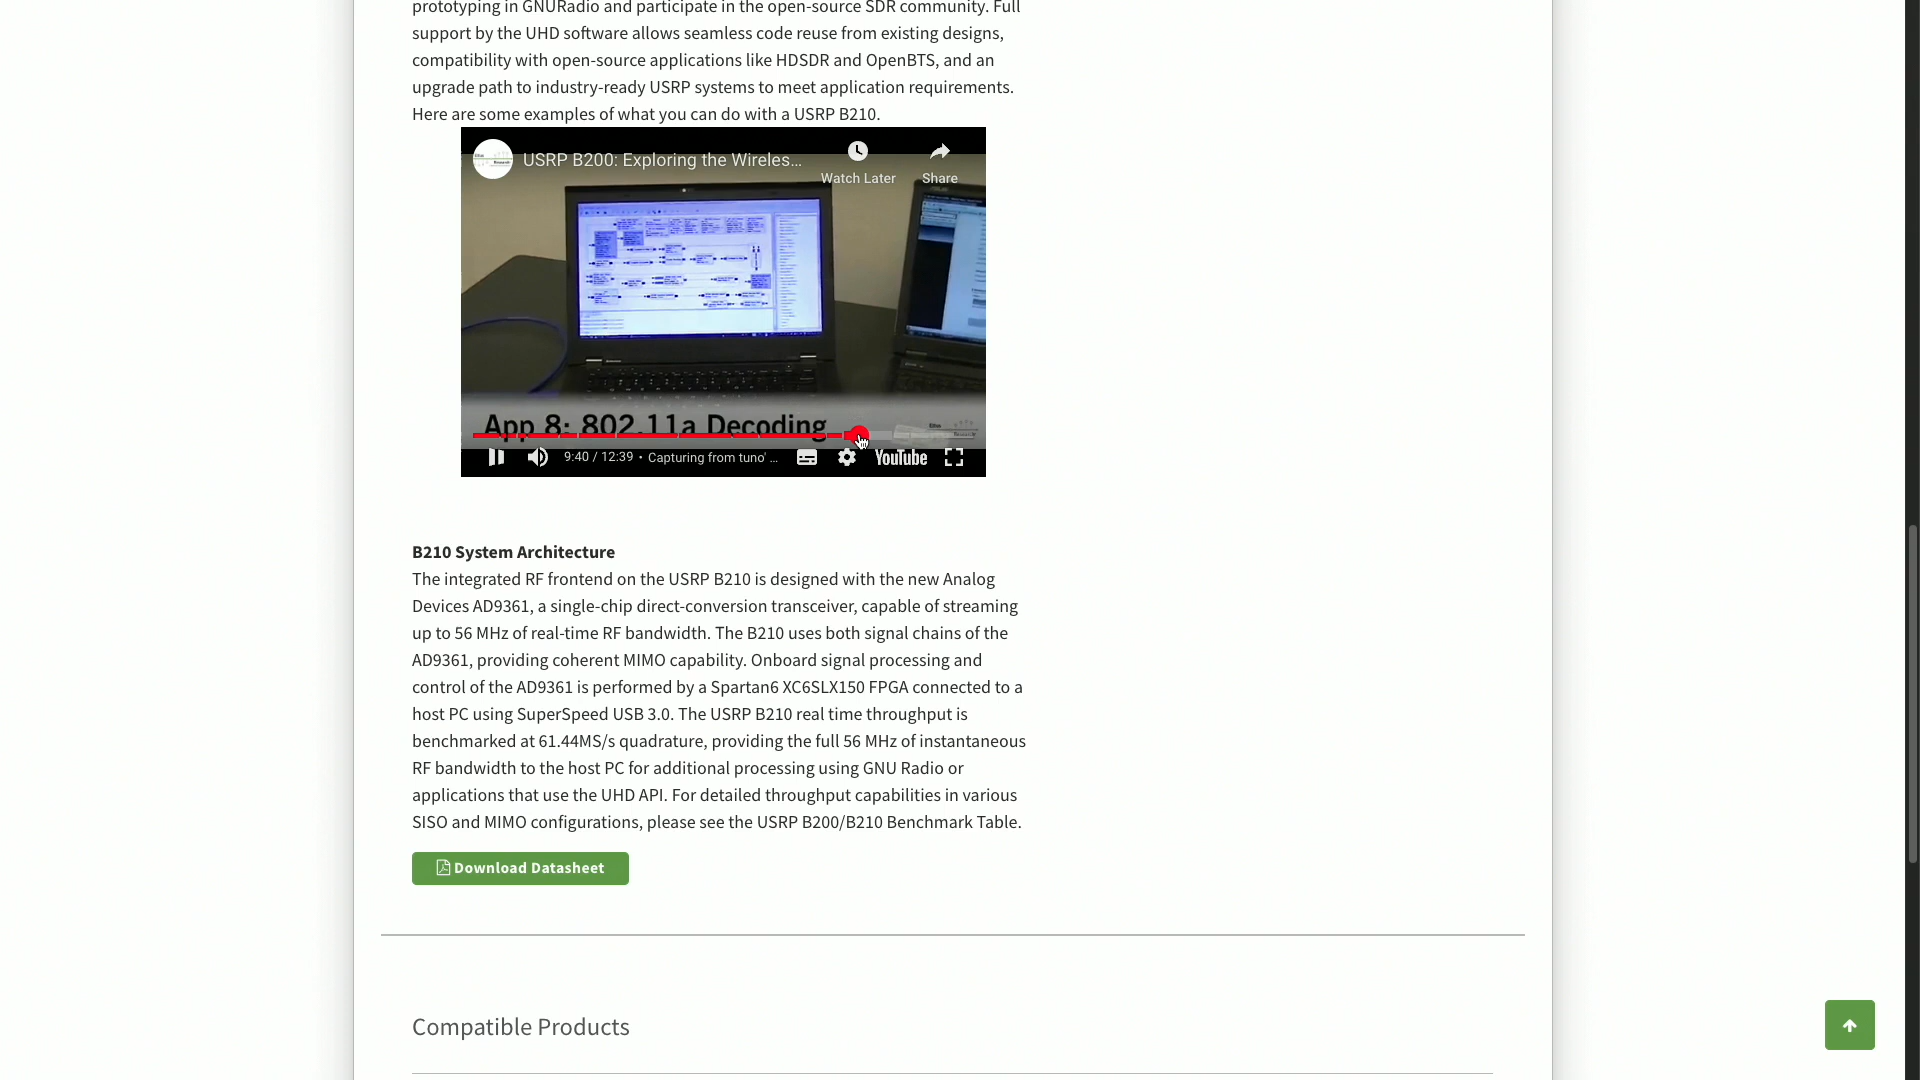 prototyping in GNURadio and participate in the open-source SDR community. Full
support by the UHD software allows seamless code reuse from existing designs,
compatibility with open-source applications like HDSDR and OpenBTS, and an
upgrade path to industry-ready USRP systems to meet application requirements.
Here are some examples of what you can do with a USRP B210.
USRP B200: Exploring the Wireles...
Watch Later
Share
App 8: 802.11a Decoding
9:40 / 12:39 • Capturing from tuno' ...
YouTube
B210 System Architecture
The integrated RF frontend on the USRP B210 is designed with the new Analog
Devices AD9361, a single-chip direct-conversion transceiver, capable of streaming
up to 56 MHz of real-time RF bandwidth. The B210 uses both signal chains of the
AD9361, providing coherent MIMO capability. Onboard signal processing and
control of the AD9361 is performed by a Spartan6 XC6SLX150 FPGA connected to a
host PC using SuperSpeed USB 3.0. The USRP B210 real time throughput is
benchmarked at 61.44MS/s quadrature, providing the full 56 MHz of instantaneous
RF bandwidth to the host PC for additional processing using GNU Radio or
applications that use the UHD API. For detailed throughput capabilities in various
SISO and MIMO configurations, please see the USRP B200/B210 Benchmark Table.
Download Datasheet
Compatible Products